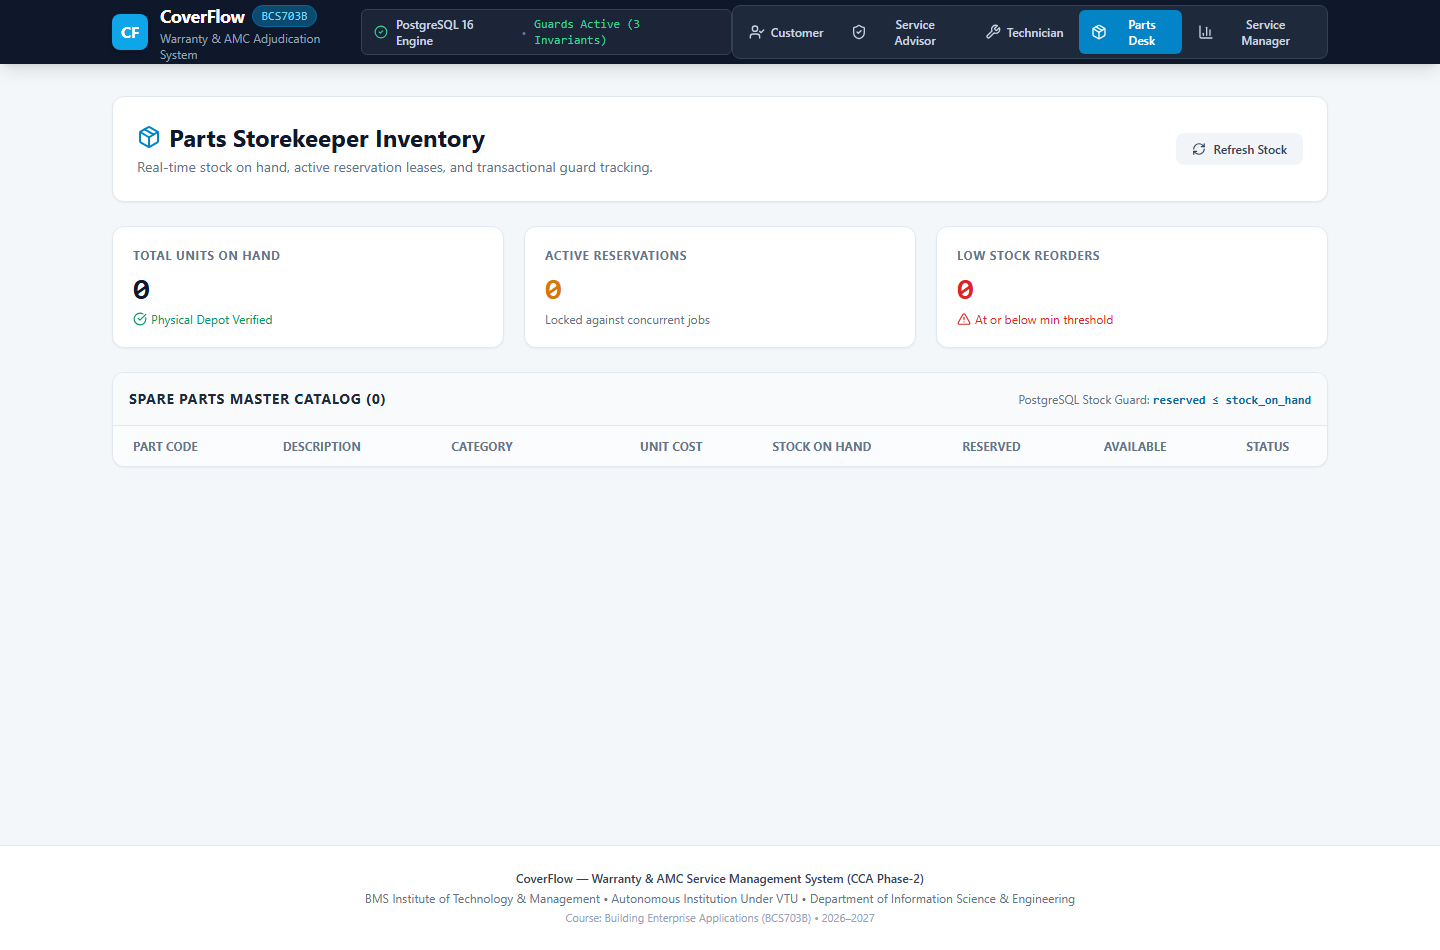 CF
CoverFlow BCS703B
Warranty & AMC Adjudication
System
PostgreSQL 16
Engine
•
Guards Active (3
Invariants)
Customer
Service
Advisor
Technician
Parts
Desk
Service
Manager
Parts Storekeeper Inventory
Real-time stock on hand, active reservation leases, and transactional guard tracking.
Refresh Stock
TOTAL UNITS ON HAND
0
Physical Depot Verified
ACTIVE RESERVATIONS
0
Locked against concurrent jobs
LOW STOCK REORDERS
0
At or below min threshold
SPARE PARTS MASTER CATALOG (0)
PostgreSQL Stock Guard: reserved ≤ stock_on_hand
PART CODE DESCRIPTION CATEGORY UNIT COST STOCK ON HAND RESERVED AVAILABLE STATUS
CoverFlow — Warranty & AMC Service Management System (CCA Phase-2)
BMS Institute of Technology & Management • Autonomous Institution Under VTU • Department of Information Science & Engineering
Course: Building Enterprise Applications (BCS703B) • 2026–2027